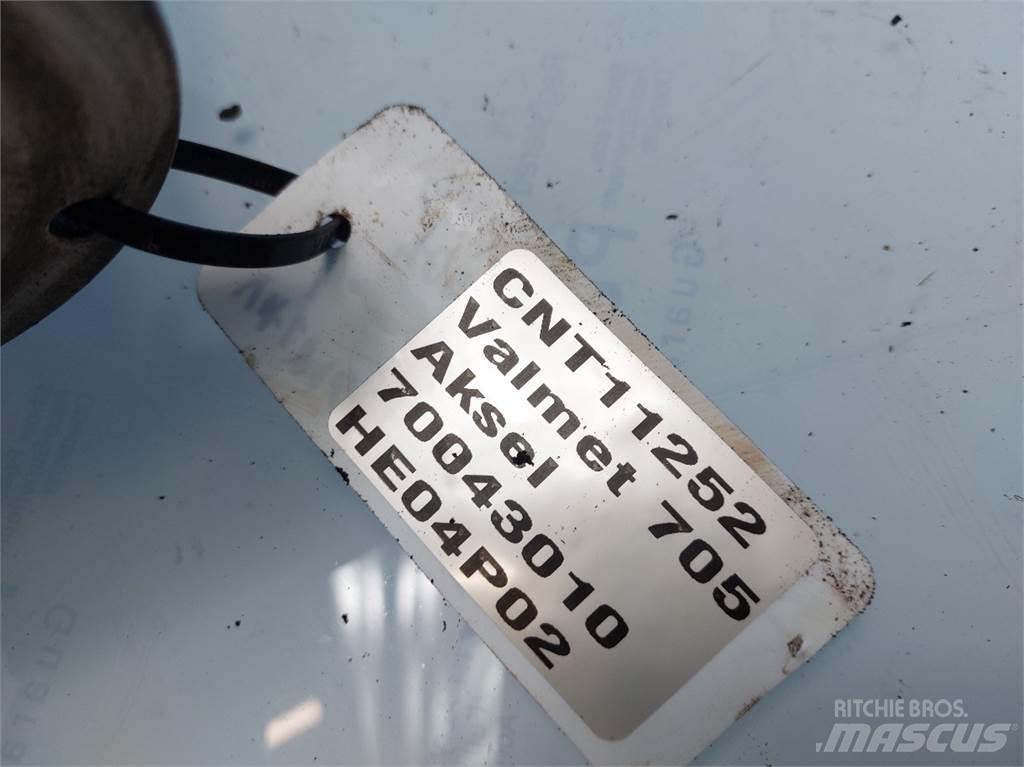 CNT11252
Valmet 705
Aksel
70043010
HE04P02
RITCHIE BROS.
MASCUS